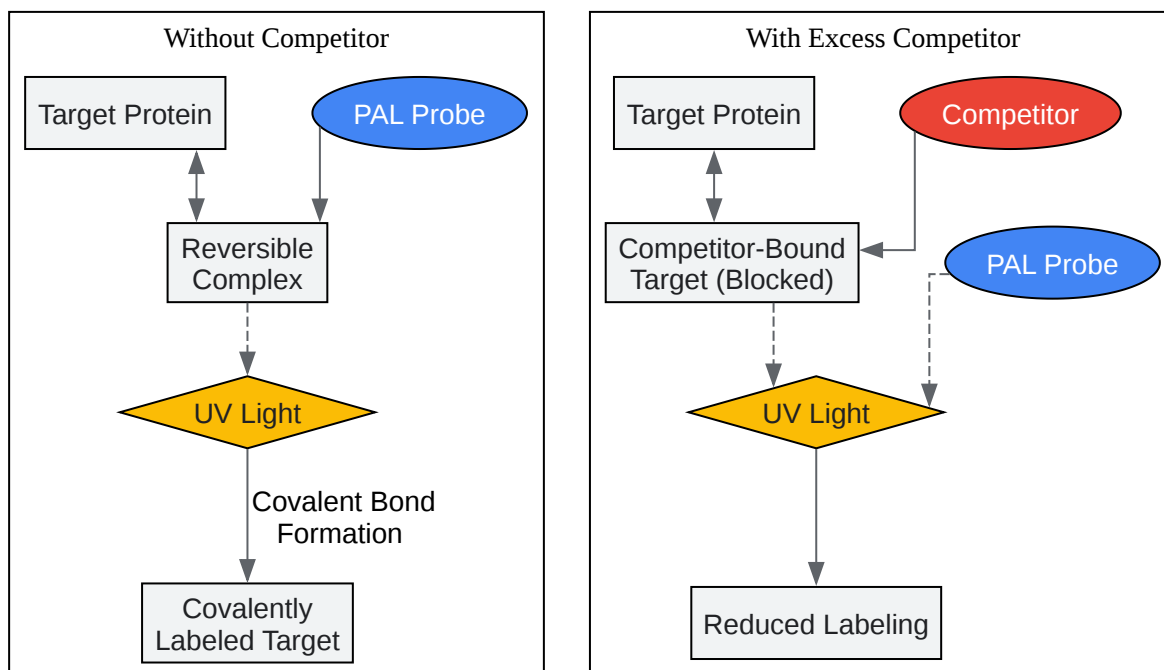 Without Competitor
Target Protein
PAL Probe
Reversible
Complex
UV Light
Covalent Bond
Formation
Covalently
Labeled Target
With Excess Competitor
Target Protein
Competitor
Competitor-Bound
Target (Blocked)
PAL Probe
UV Light
Reduced Labeling